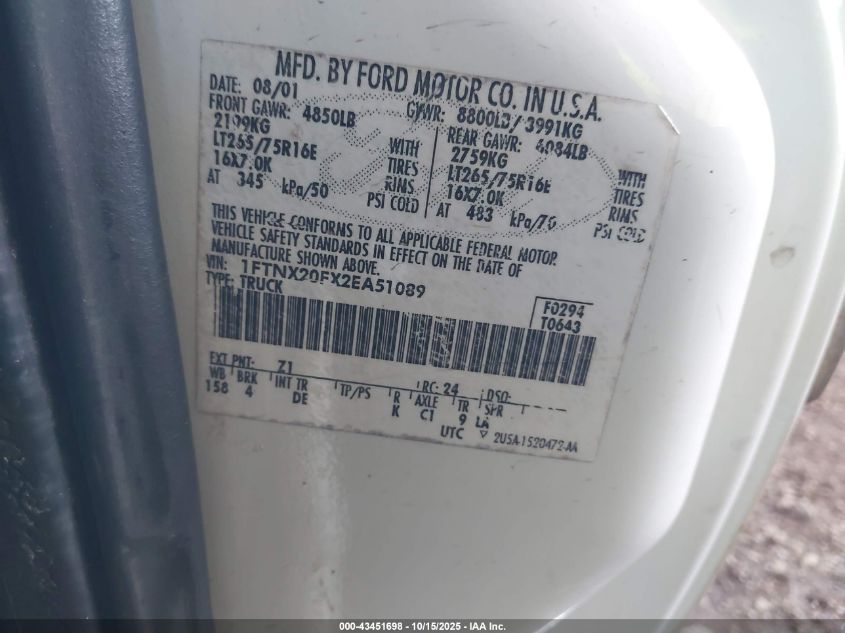 MFD. BY FORD MOTOR CO. IN U.S.A.
DATE: 08/01 GVWR: 8800LB / 3991KG
FRONT GAWR: 4850LB REAR GAWR: 6084LB
2199KG WITH 2759KG WITH
LT265/75R16E TIRES LT265/75R16E TIRES
16X7.0K RIMS 16X7.0K RIMS
AT 345 kPa/50 PSI COLD AT 483 kPa/70 PSI COLD
THIS VEHICLE CONFORMS TO ALL APPLICABLE FEDERAL MOTOR
VEHICLE SAFETY STANDARDS IN EFFECT ON THE DATE OF
MANUFACTURE SHOWN ABOVE.
VIN: 1FTNX20FX2EA51089
TYPE: TRUCK
F0294
T0643
EXT PNT: Z1 RC: 24 DSO:
WB BRK INT TR TP/PS R AXLE TR SPR
158 4 DE K C1 9 LA
UTC 2U5A-1520472-AA
000-43451698 - 10/15/2025 - IAA Inc.